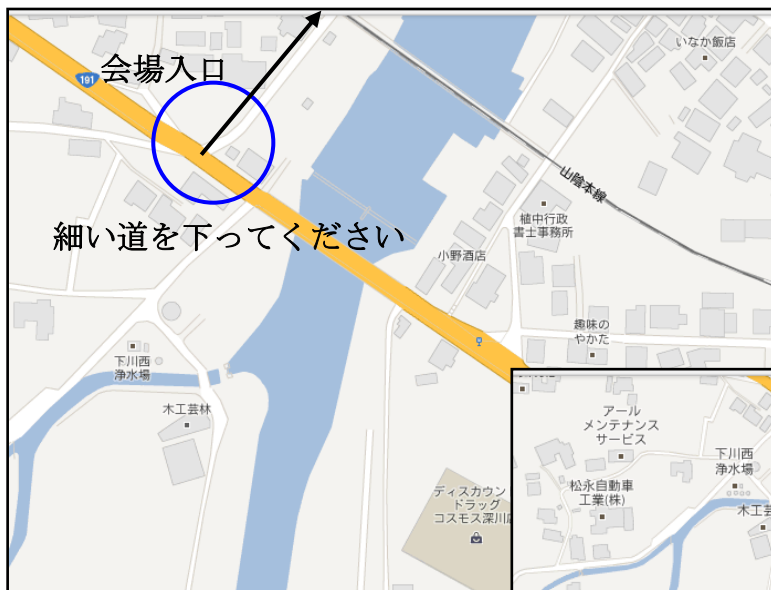 いなか飯店
191
会場入口
山陰本線
植中行政
書士事務所
細い道を下ってください
小野酒店
趣味の
やかた
下川西
浄水場
木工芸林
アール
メンテナンス
サービス
下川西
浄水場
松永自動車
工業(株)
木工芸
ディスカウン
ドラッグ
コスモス深川店